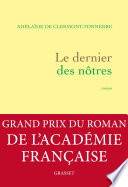 ADÉLAÏDE DE CLERMONT-TONNERRE
Le dernier
des nôtres
roman
GRAND PRIX DU ROMAN
DE L'ACADÉMIE
FRANÇAISE
GRASSET